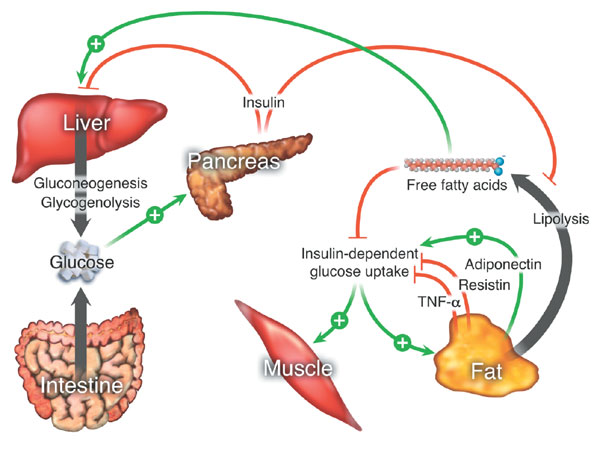 Insulin
Liver
Pancreas
Free fatty acids
Gluconeogenesis
Glycogenolysis
Lipolysis
Glucose
Insulin-dependent
glucose uptake
Adiponectin
Resistin
TNF-α
Muscle
Fat
Intestine